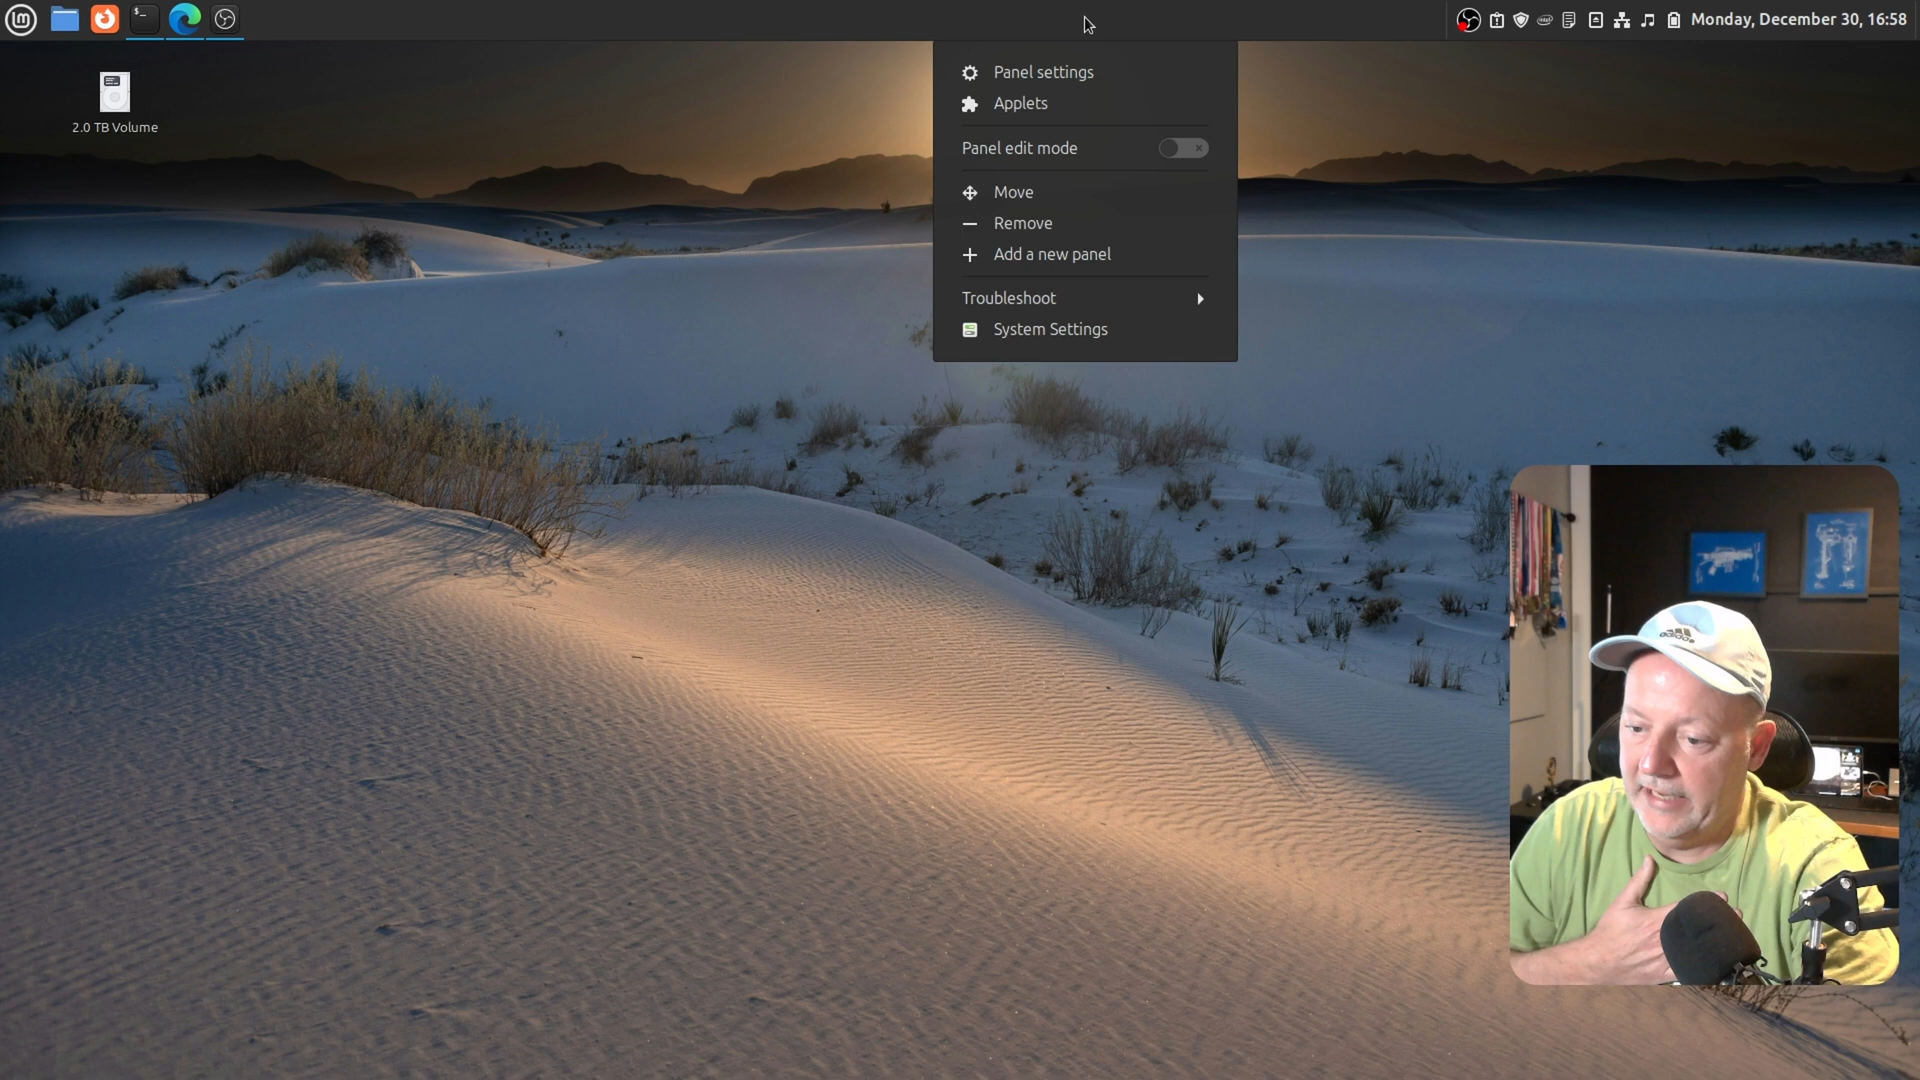 Monday, December 30, 16:58
2.0 TB Volume
Panel settings
Applets
Panel edit mode
Move
Remove
Add a new panel
Troubleshoot
System Settings
adidas